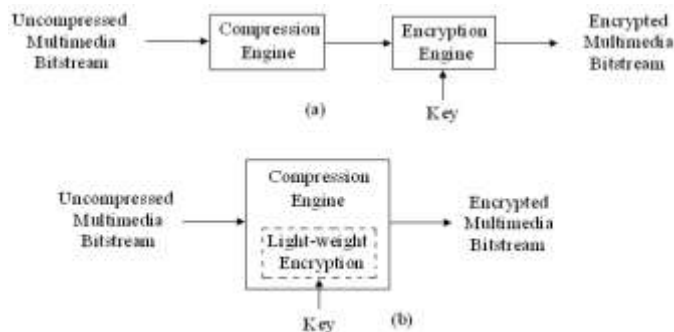 Uncompressed
Multimedia
Bitstream
Compression
Engine
Encryption
Engine
Encrypted
Multimedia
Bitstream
Key
(a)
Uncompressed
Multimedia
Bitstream
Compression
Engine
Light-weight
Encryption
Encrypted
Multimedia
Bitstream
Key
(b)